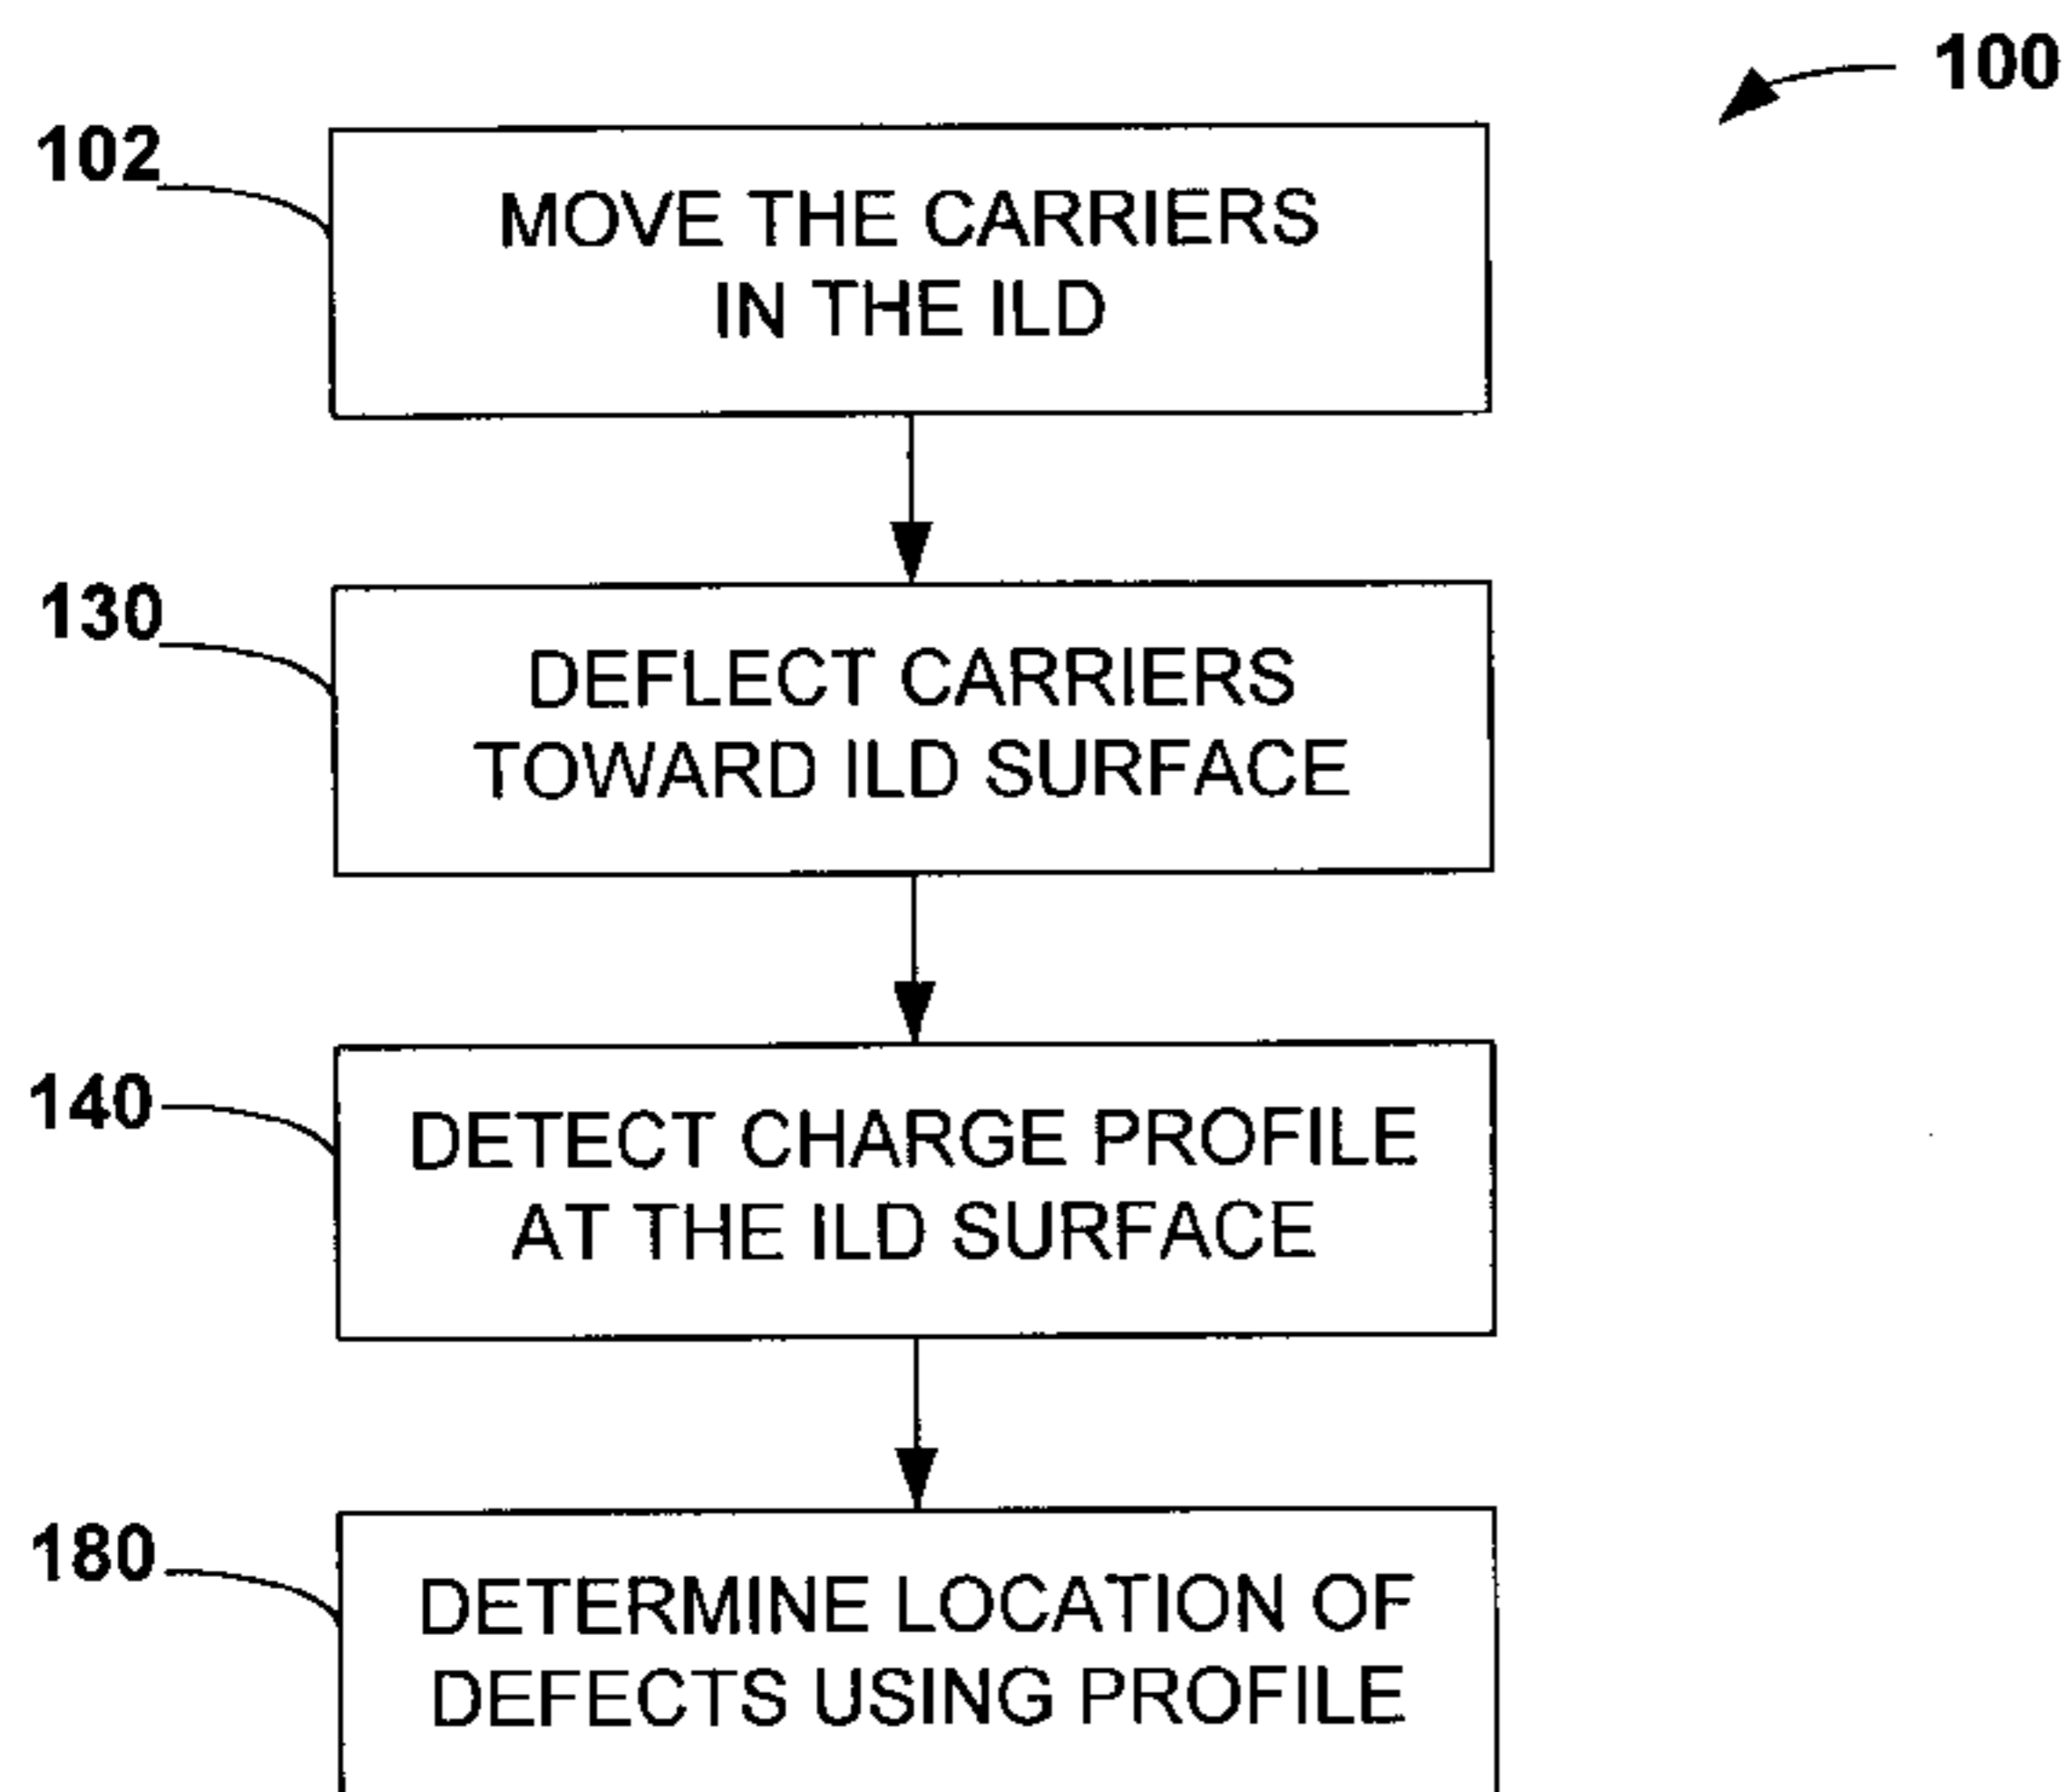 100
102
MOVE THE CARRIERS
IN THE ILD
130
DEFLECT CARRIERS
TOWARD ILD SURFACE
140
DETECT CHARGE PROFILE
AT THE ILD SURFACE
180
DETERMINE LOCATION OF
DEFECTS USING PROFILE